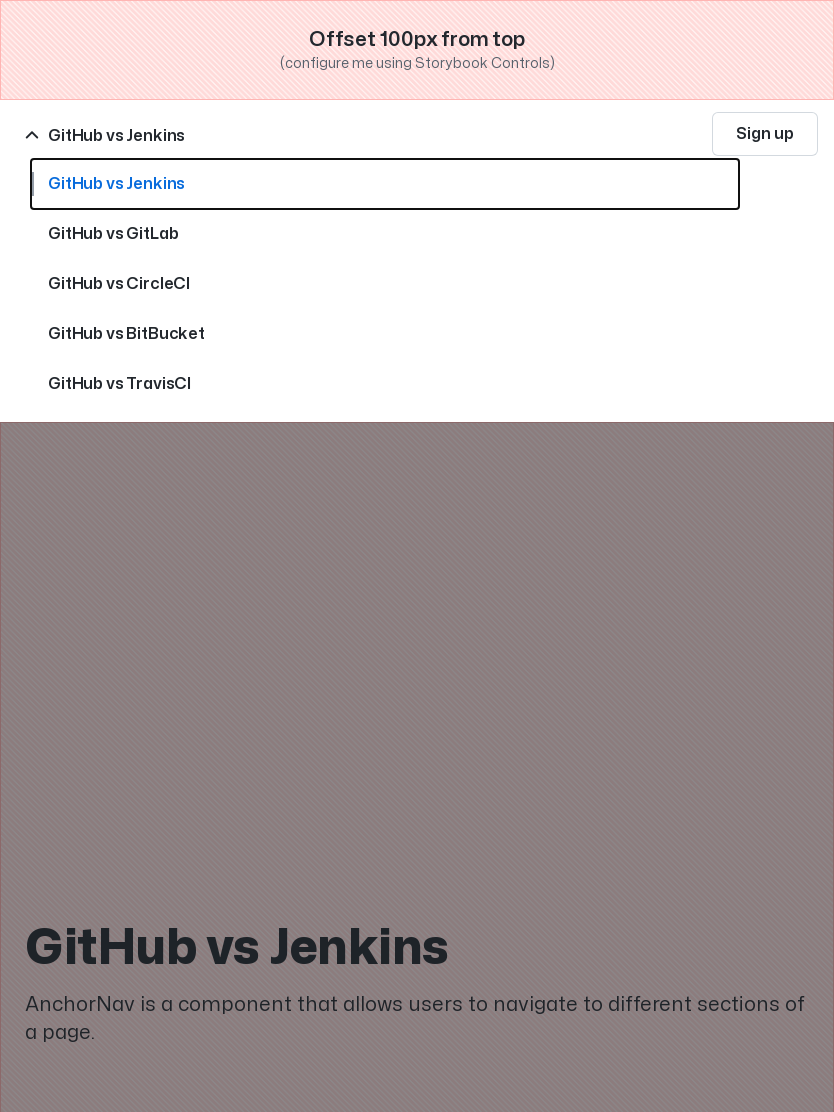 Offset 100px from top
(configure me using Storybook Controls)
GitHub vs Jenkins
Sign up
GitHub vs Jenkins
GitHub vs GitLab
GitHub vs CircleCI
GitHub vs BitBucket
GitHub vs TravisCI
GitHub vs Jenkins
AnchorNav is a component that allows users to navigate to different sections of
a page.